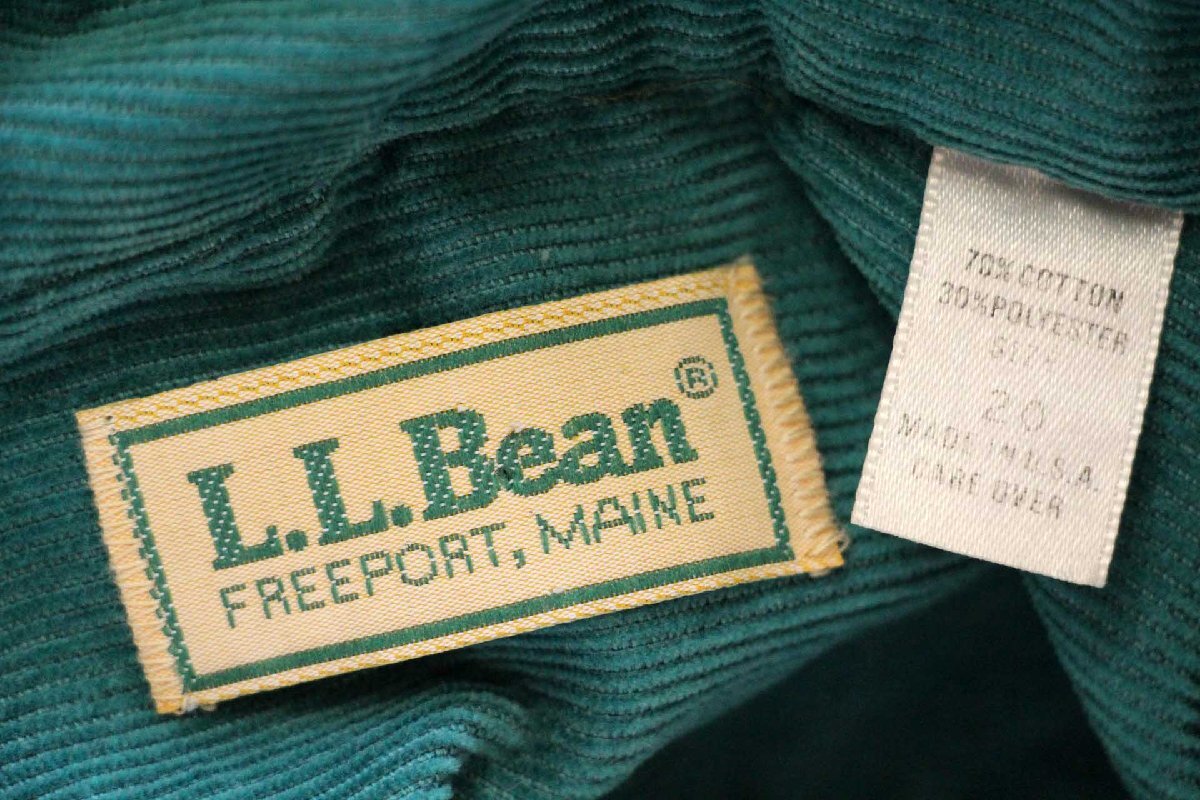 L.L.Bean®
FREEPORT, MAINE
70% COTTON
30% POLYESTER
20
MADE IN U.S.A
CARE OVER